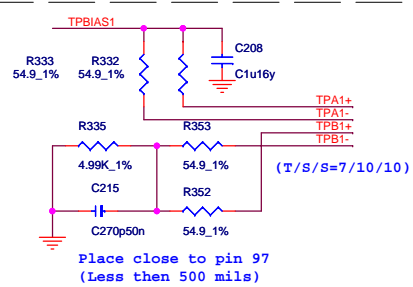 TPBIAS1
R333
54.9_1%
R332
54.9_1%
C208
C1u16y
TPA1+
TPA1-
TPB1+
TPB1-
R335
4.99K_1%
R353
54.9_1%
(T/S/S=7/10/10)
C215
C270p50n
R352
54.9_1%
Place close to pin 97
(Less then 500 mils)